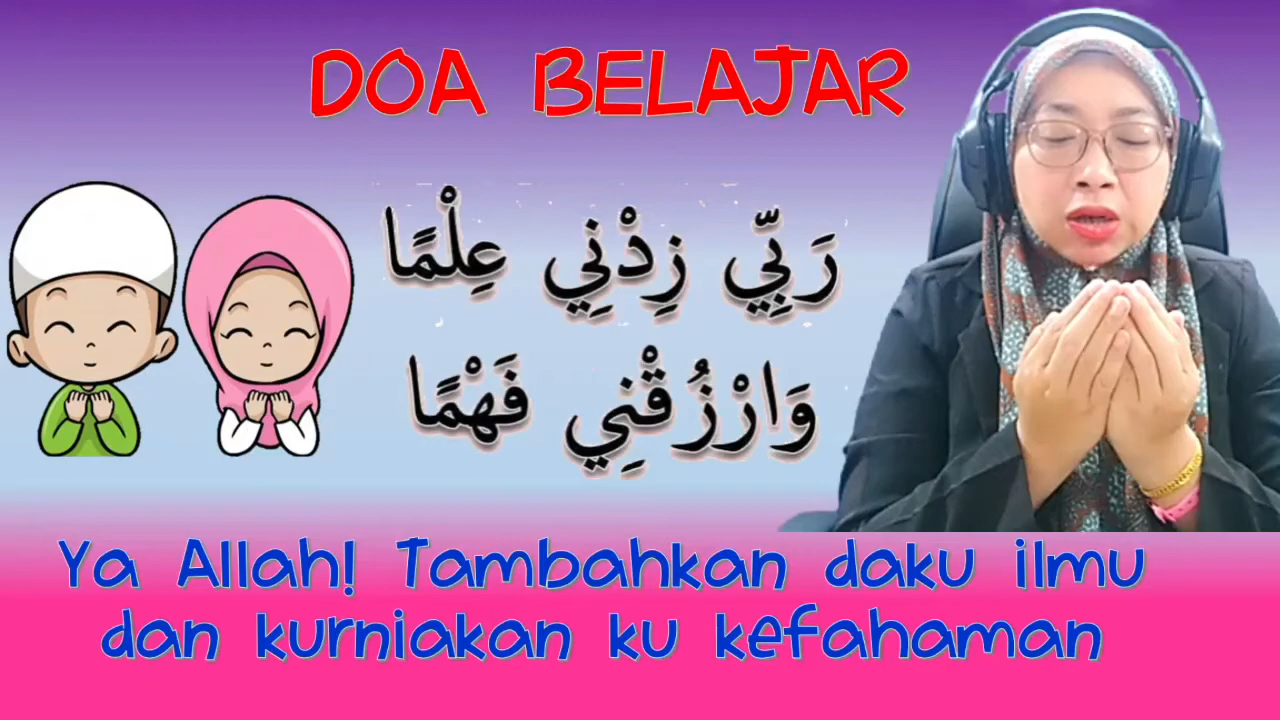 DOA BELAJAR
رَبِّي زِدْنِي عِلْمًا
وَارْزُقْنِي فَهْمًا
Ya Allah! Tambahkan daku ilmu
dan kurniakan ku kefahaman